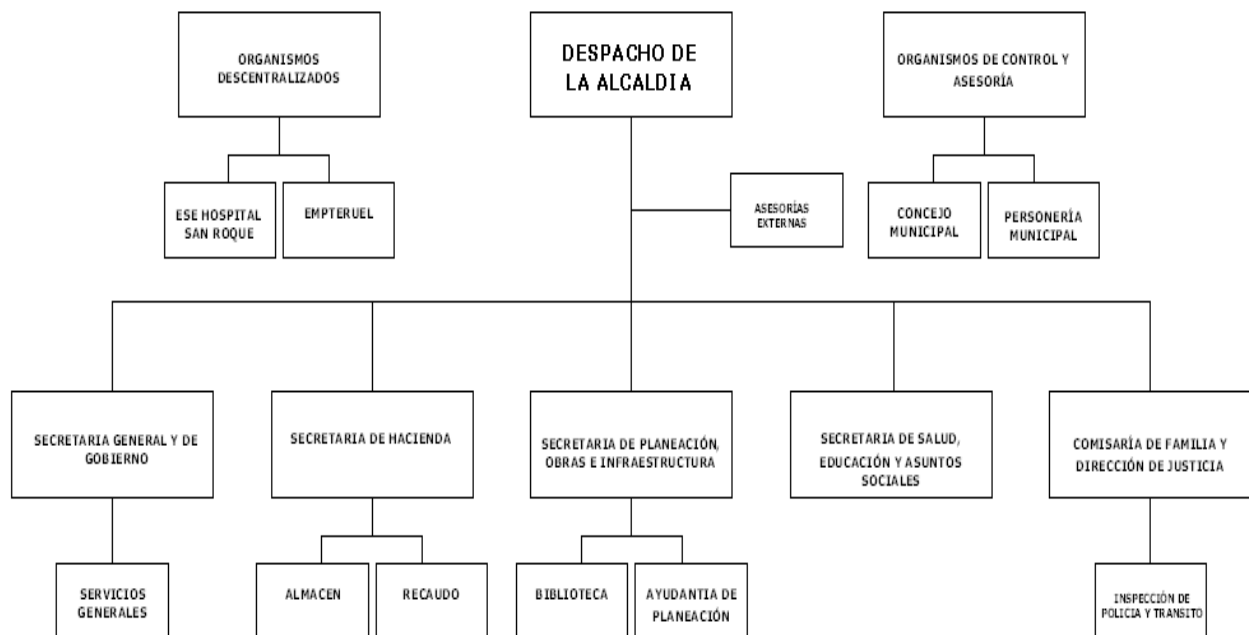 ORGANISMOS
DESCENTRALIZADOS
DESPACHO DE
LA ALCALDIA
ORGANISMOS DE CONTROL Y
ASESORÍA
ESE HOSPITAL
SAN ROQUE
EMPTERUEL
ASESORÍAS
EXTERNAS
CONCEJO
MUNICIPAL
PERSONERÍA
MUNICIPAL
SECRETARIA GENERAL Y DE
GOBIERNO
SECRETARIA DE HACIENDA
SECRETARIA DE PLANEACIÓN,
OBRAS E INFRAESTRUCTURA
SECRETARIA DE SALUD,
EDUCACIÓN Y ASUNTOS
SOCIALES
COMISARÍA DE FAMILIA Y
DIRECCIÓN DE JUSTICIA
SERVICIOS
GENERALES
ALMACEN
RECAUDO
BIBLIOTECA
AYUDANTIA DE
PLANEACIÓN
INSPECCIÓN DE
POLICIA Y TRANSITO